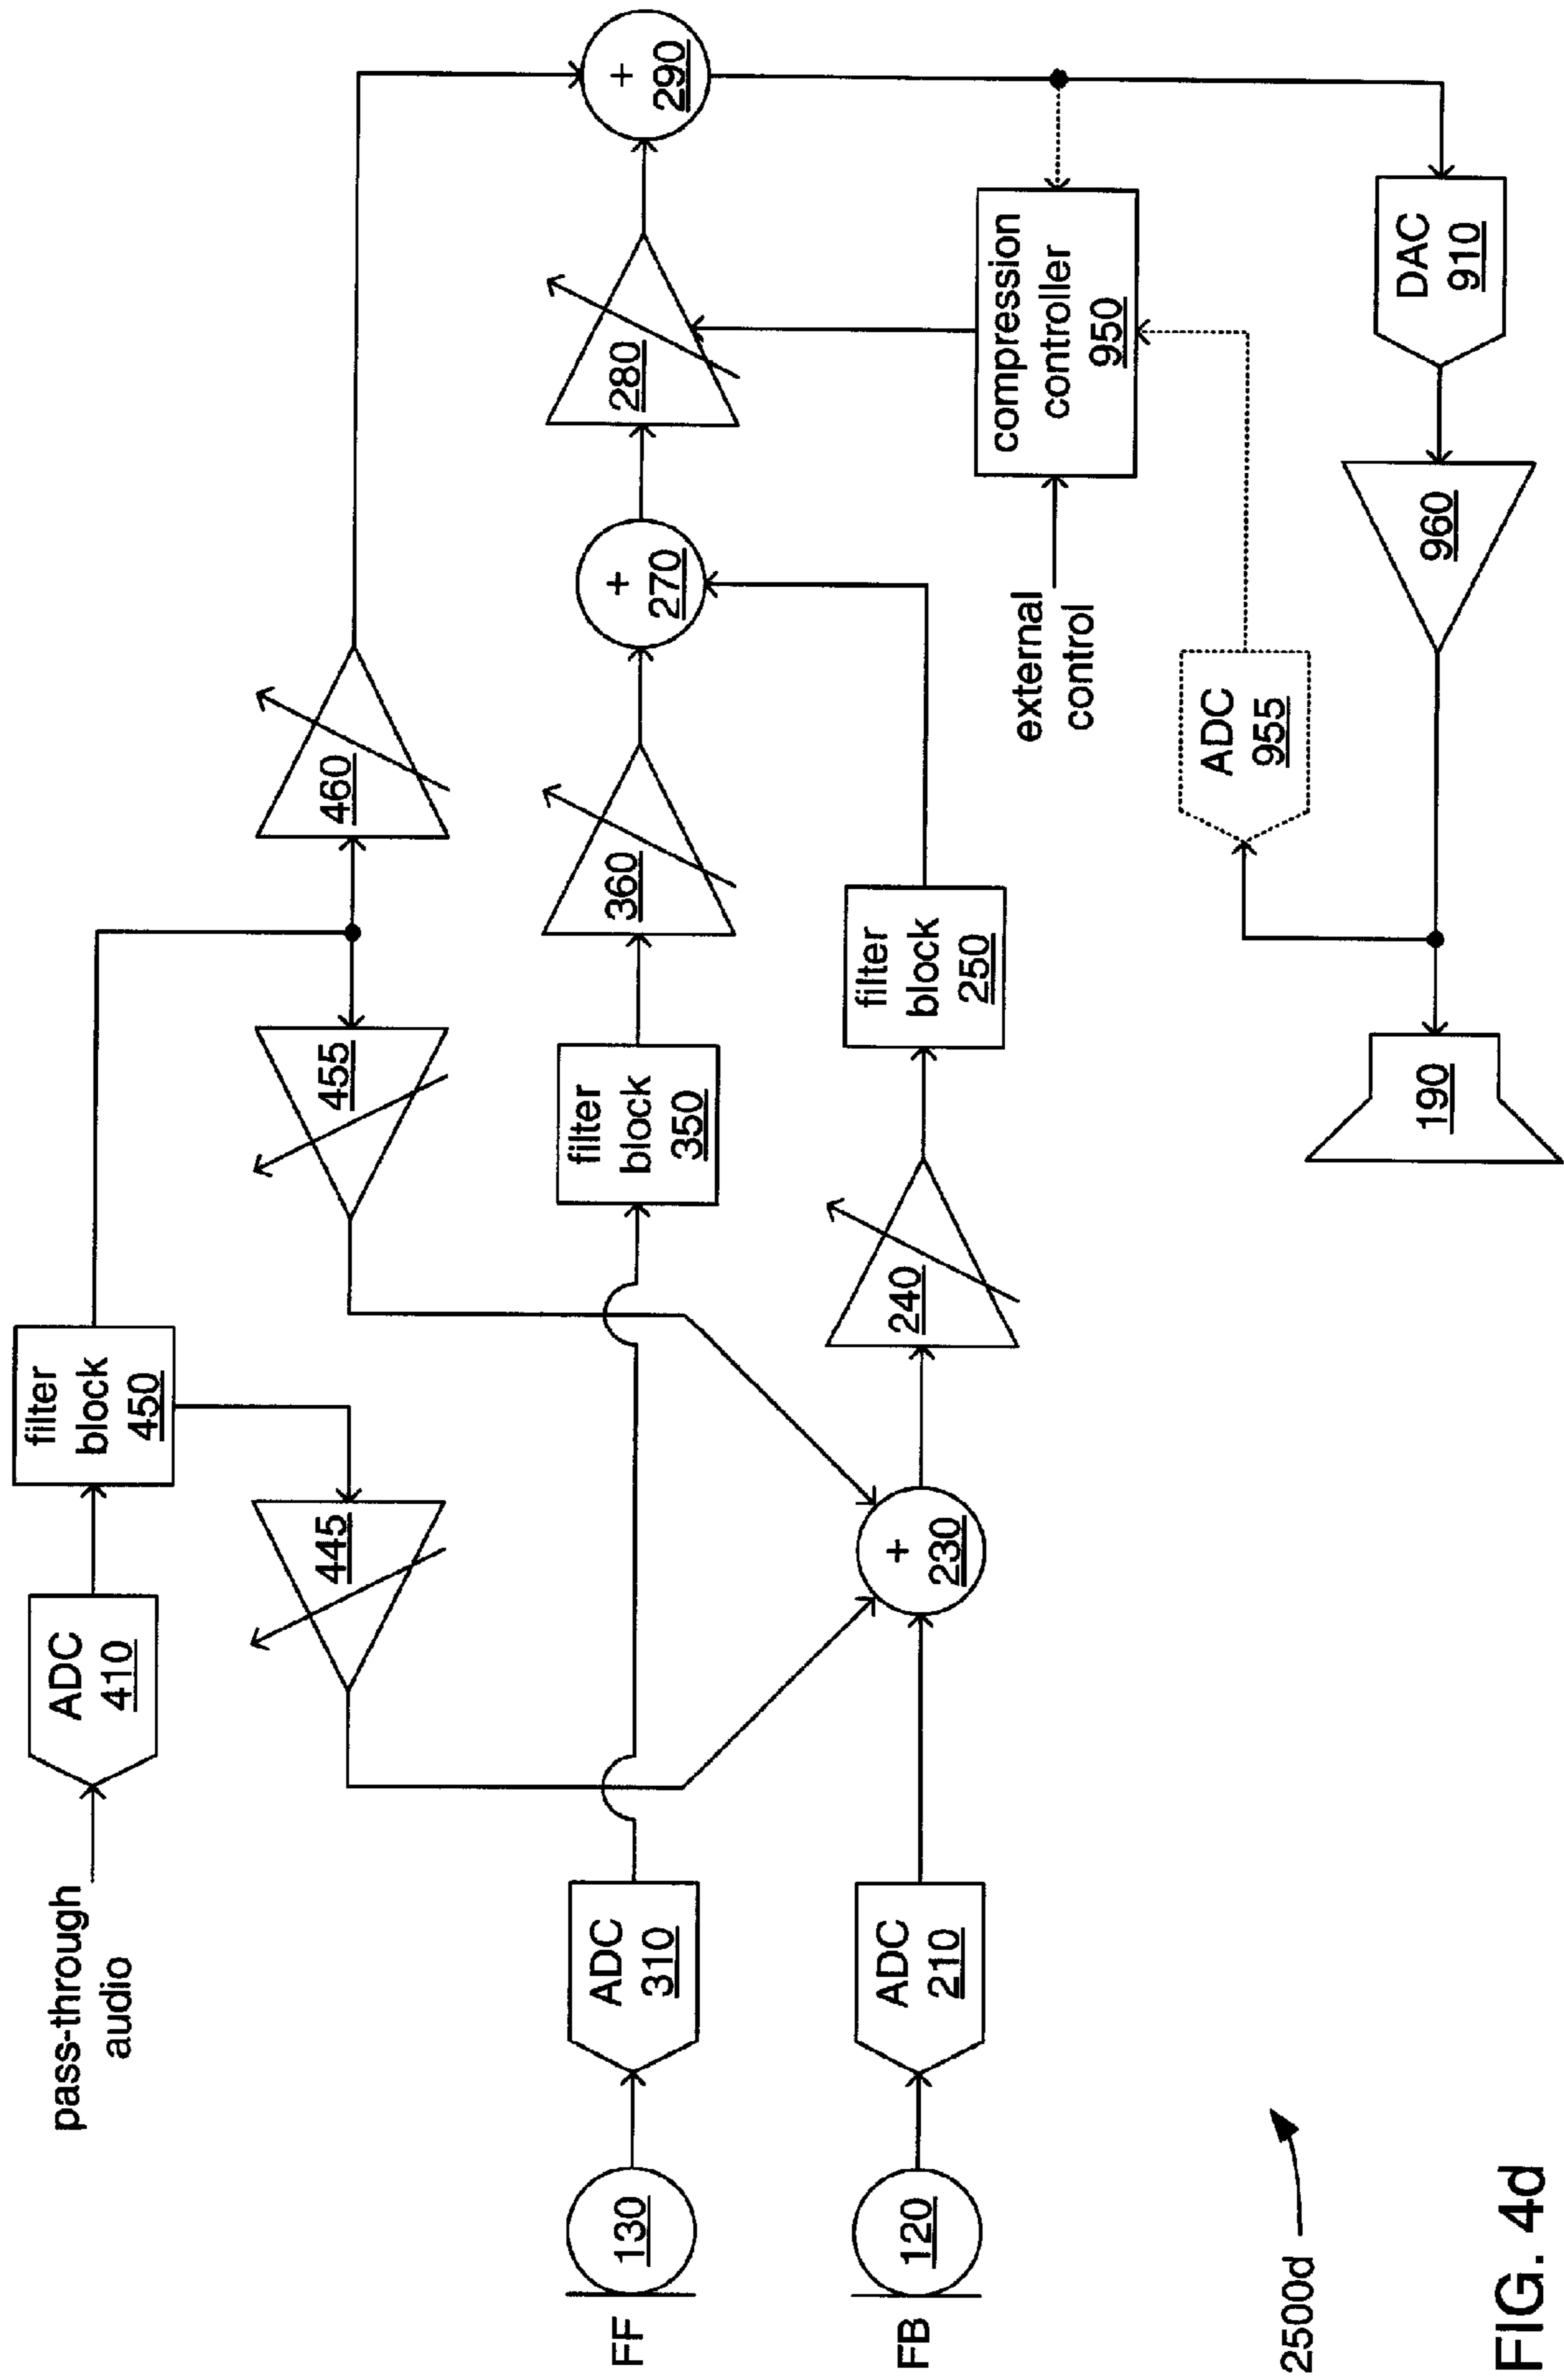 pass-through
audio
ADC
410
filter
block
450
445
455
460
+
290
FF
130
ADC
310
filter
block
350
360
+
270
280
FB
120
ADC
210
+
230
240
filter
block
250
external
control
compression
controller
950
ADC
955
DAC
910
960
190
2500d
FIG. 4d